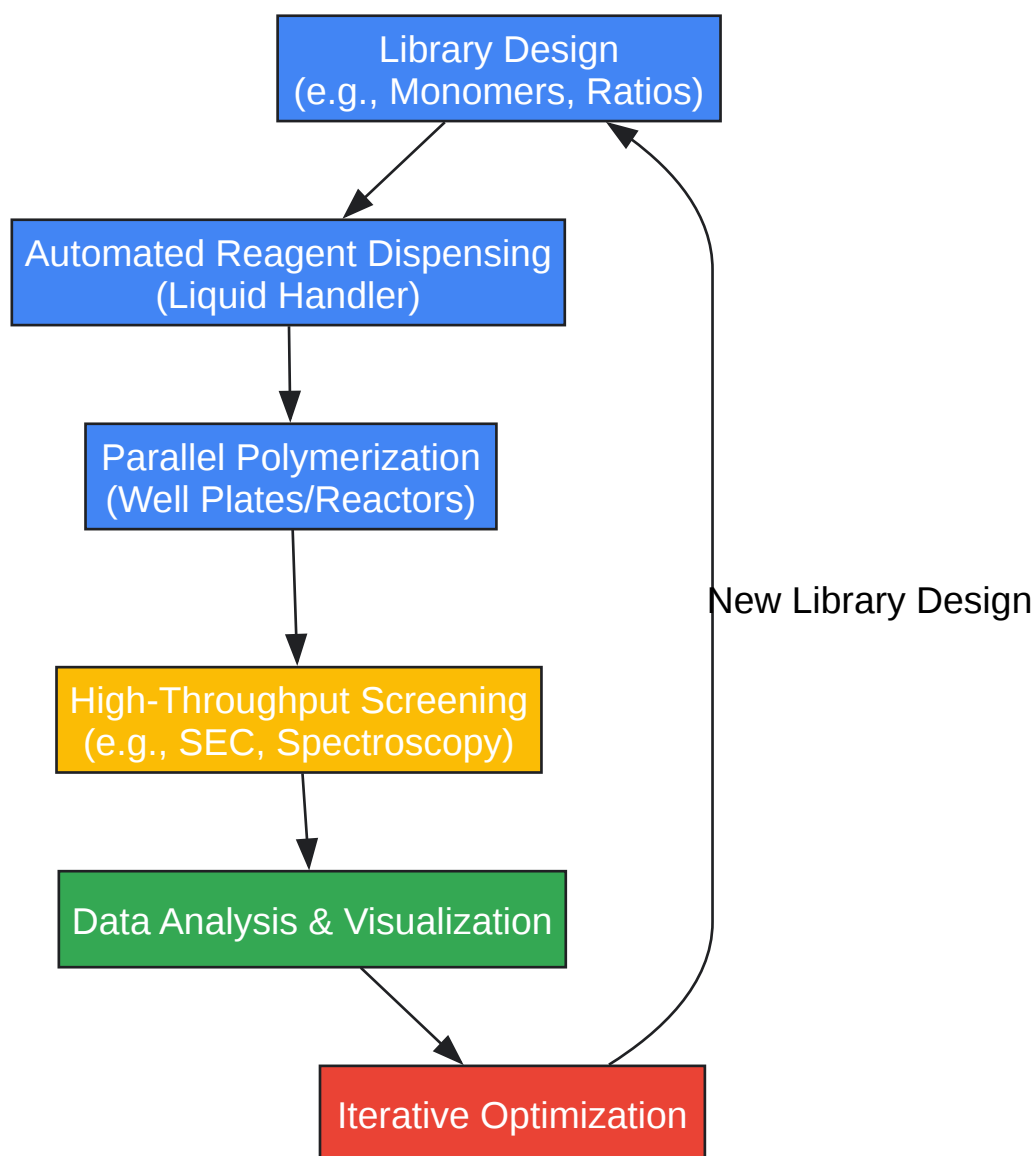 Library Design
(e.g., Monomers, Ratios)
Automated Reagent Dispensing
(Liquid Handler)
Parallel Polymerization
(Well Plates/Reactors)
New Library Design
High-Throughput Screening
(e.g., SEC, Spectroscopy)
Data Analysis & Visualization
Iterative Optimization